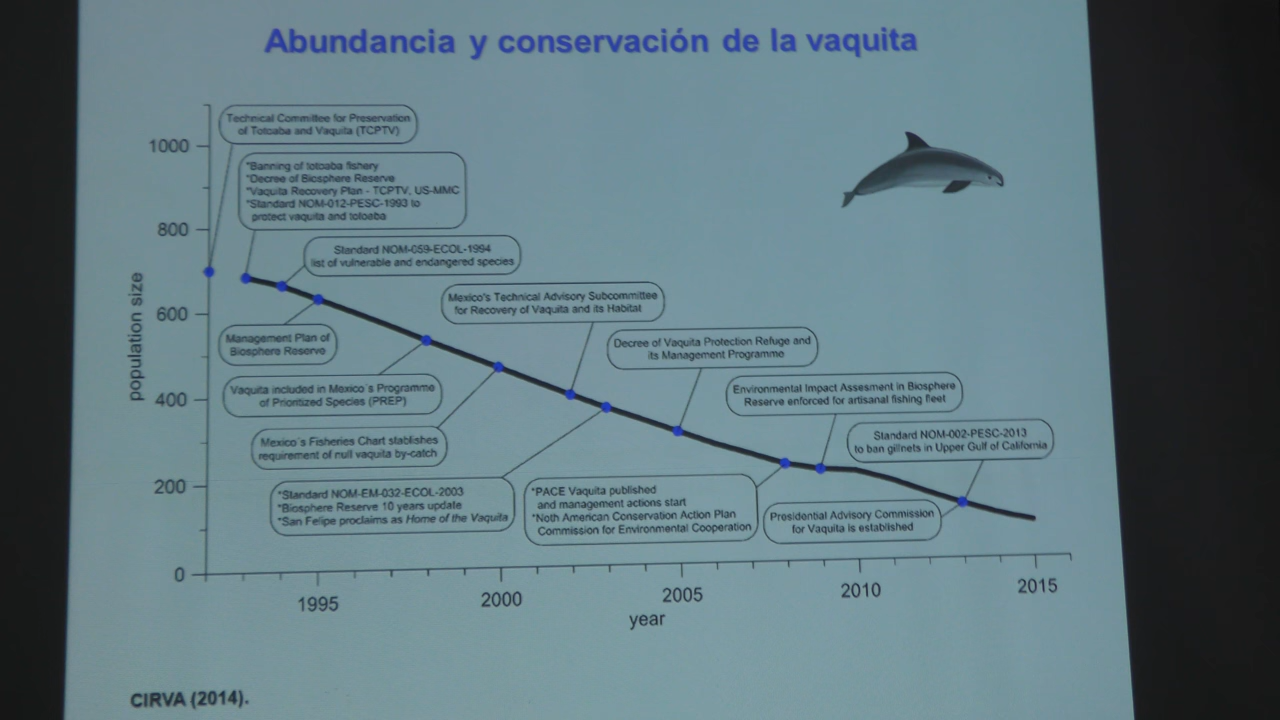 Abundancia y conservación de la vaquita
Technical Committee for Preservation
of Totoaba and Vaquita (TCPTV)
1000
*Banning of totoaba fishery
*Decree of Biosphere Reserve
*Vaquita Recovery Plan - TCPTV, US-MMC
*Standard NOM-012-PESC-1993 to
protect vaquita and totoaba
800
Standard NOM-059-ECOL-1994
list of vulnerable and endangered species
population size
600
Mexico's Technical Advisory Subcommittee
for Recovery of Vaquita and its Habitat
Management Plan of
Biosphere Reserve
Decree of Vaquita Protection Refuge and
its Management Programme
400
Vaquita included in Mexico´s Programme
of Prioritized Species (PREP)
Environmental Impact Assesment in Biosphere
Reserve enforced for artisanal fishing fleet
Mexico´s Fisheries Chart stablishes
requirement of null vaquita by-catch
Standard NOM-002-PESC-2013
to ban gillnets in Upper Gulf of California
200
*Standard NOM-EM-032-ECOL-2003
*Biosphere Reserve 10 years update
*San Felipe proclaims as Home of the Vaquita
*PACE Vaquita published
and management actions start
*Noth American Conservation Action Plan
Commission for Environmental Cooperation
Presidential Advisory Commission
for Vaquita is established
0
1995 2000 2005 2010 2015
year
CIRVA (2014).